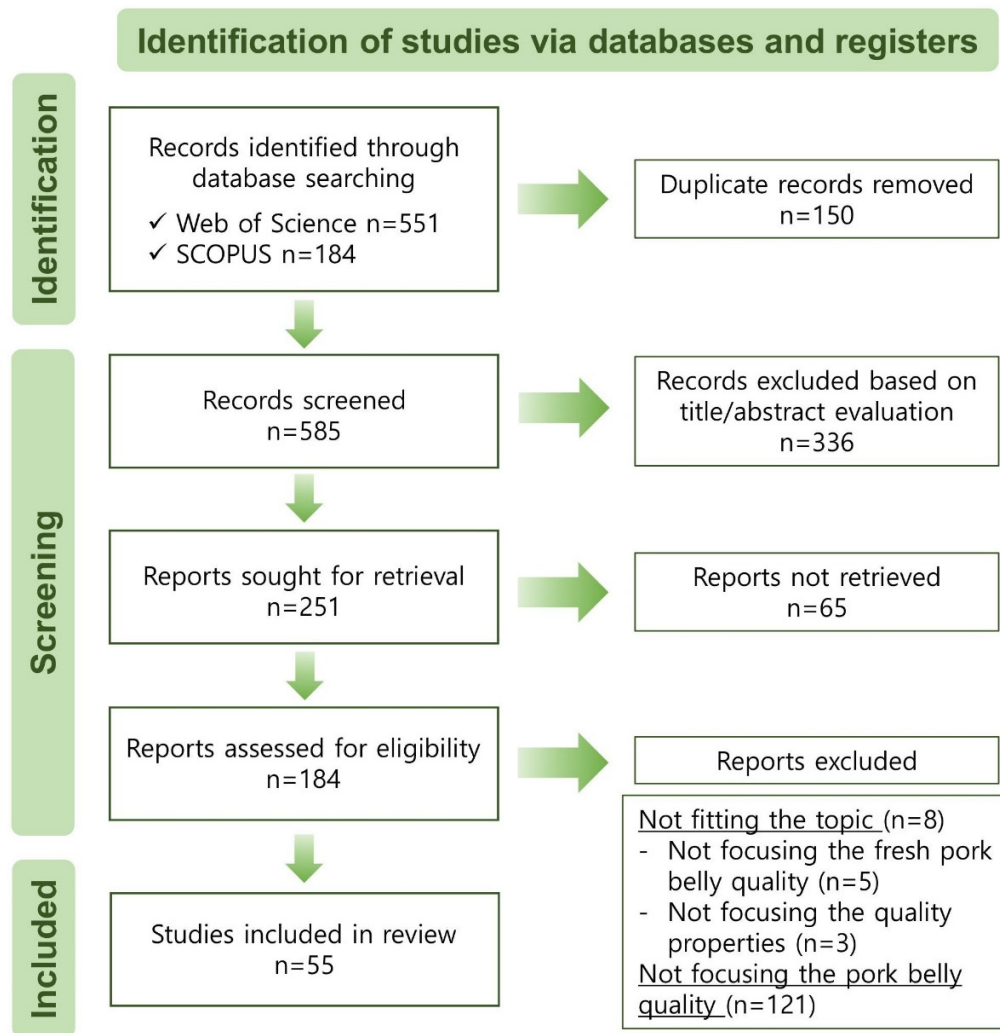 Identification of studies via databases and registers
Identification
Records identified through
database searching
✓ Web of Science n=551
✓ SCOPUS n=184
Duplicate records removed
n=150
Screening
Records screened
n=585
Records excluded based on
title/abstract evaluation
n=336
Reports sought for retrieval
n=251
Reports not retrieved
n=65
Reports assessed for eligibility
n=184
Reports excluded
Not fitting the topic (n=8)
- Not focusing the fresh pork
belly quality (n=5)
- Not focusing the quality
properties (n=3)
Not focusing the pork belly
quality (n=121)
Included
Studies included in review
n=55